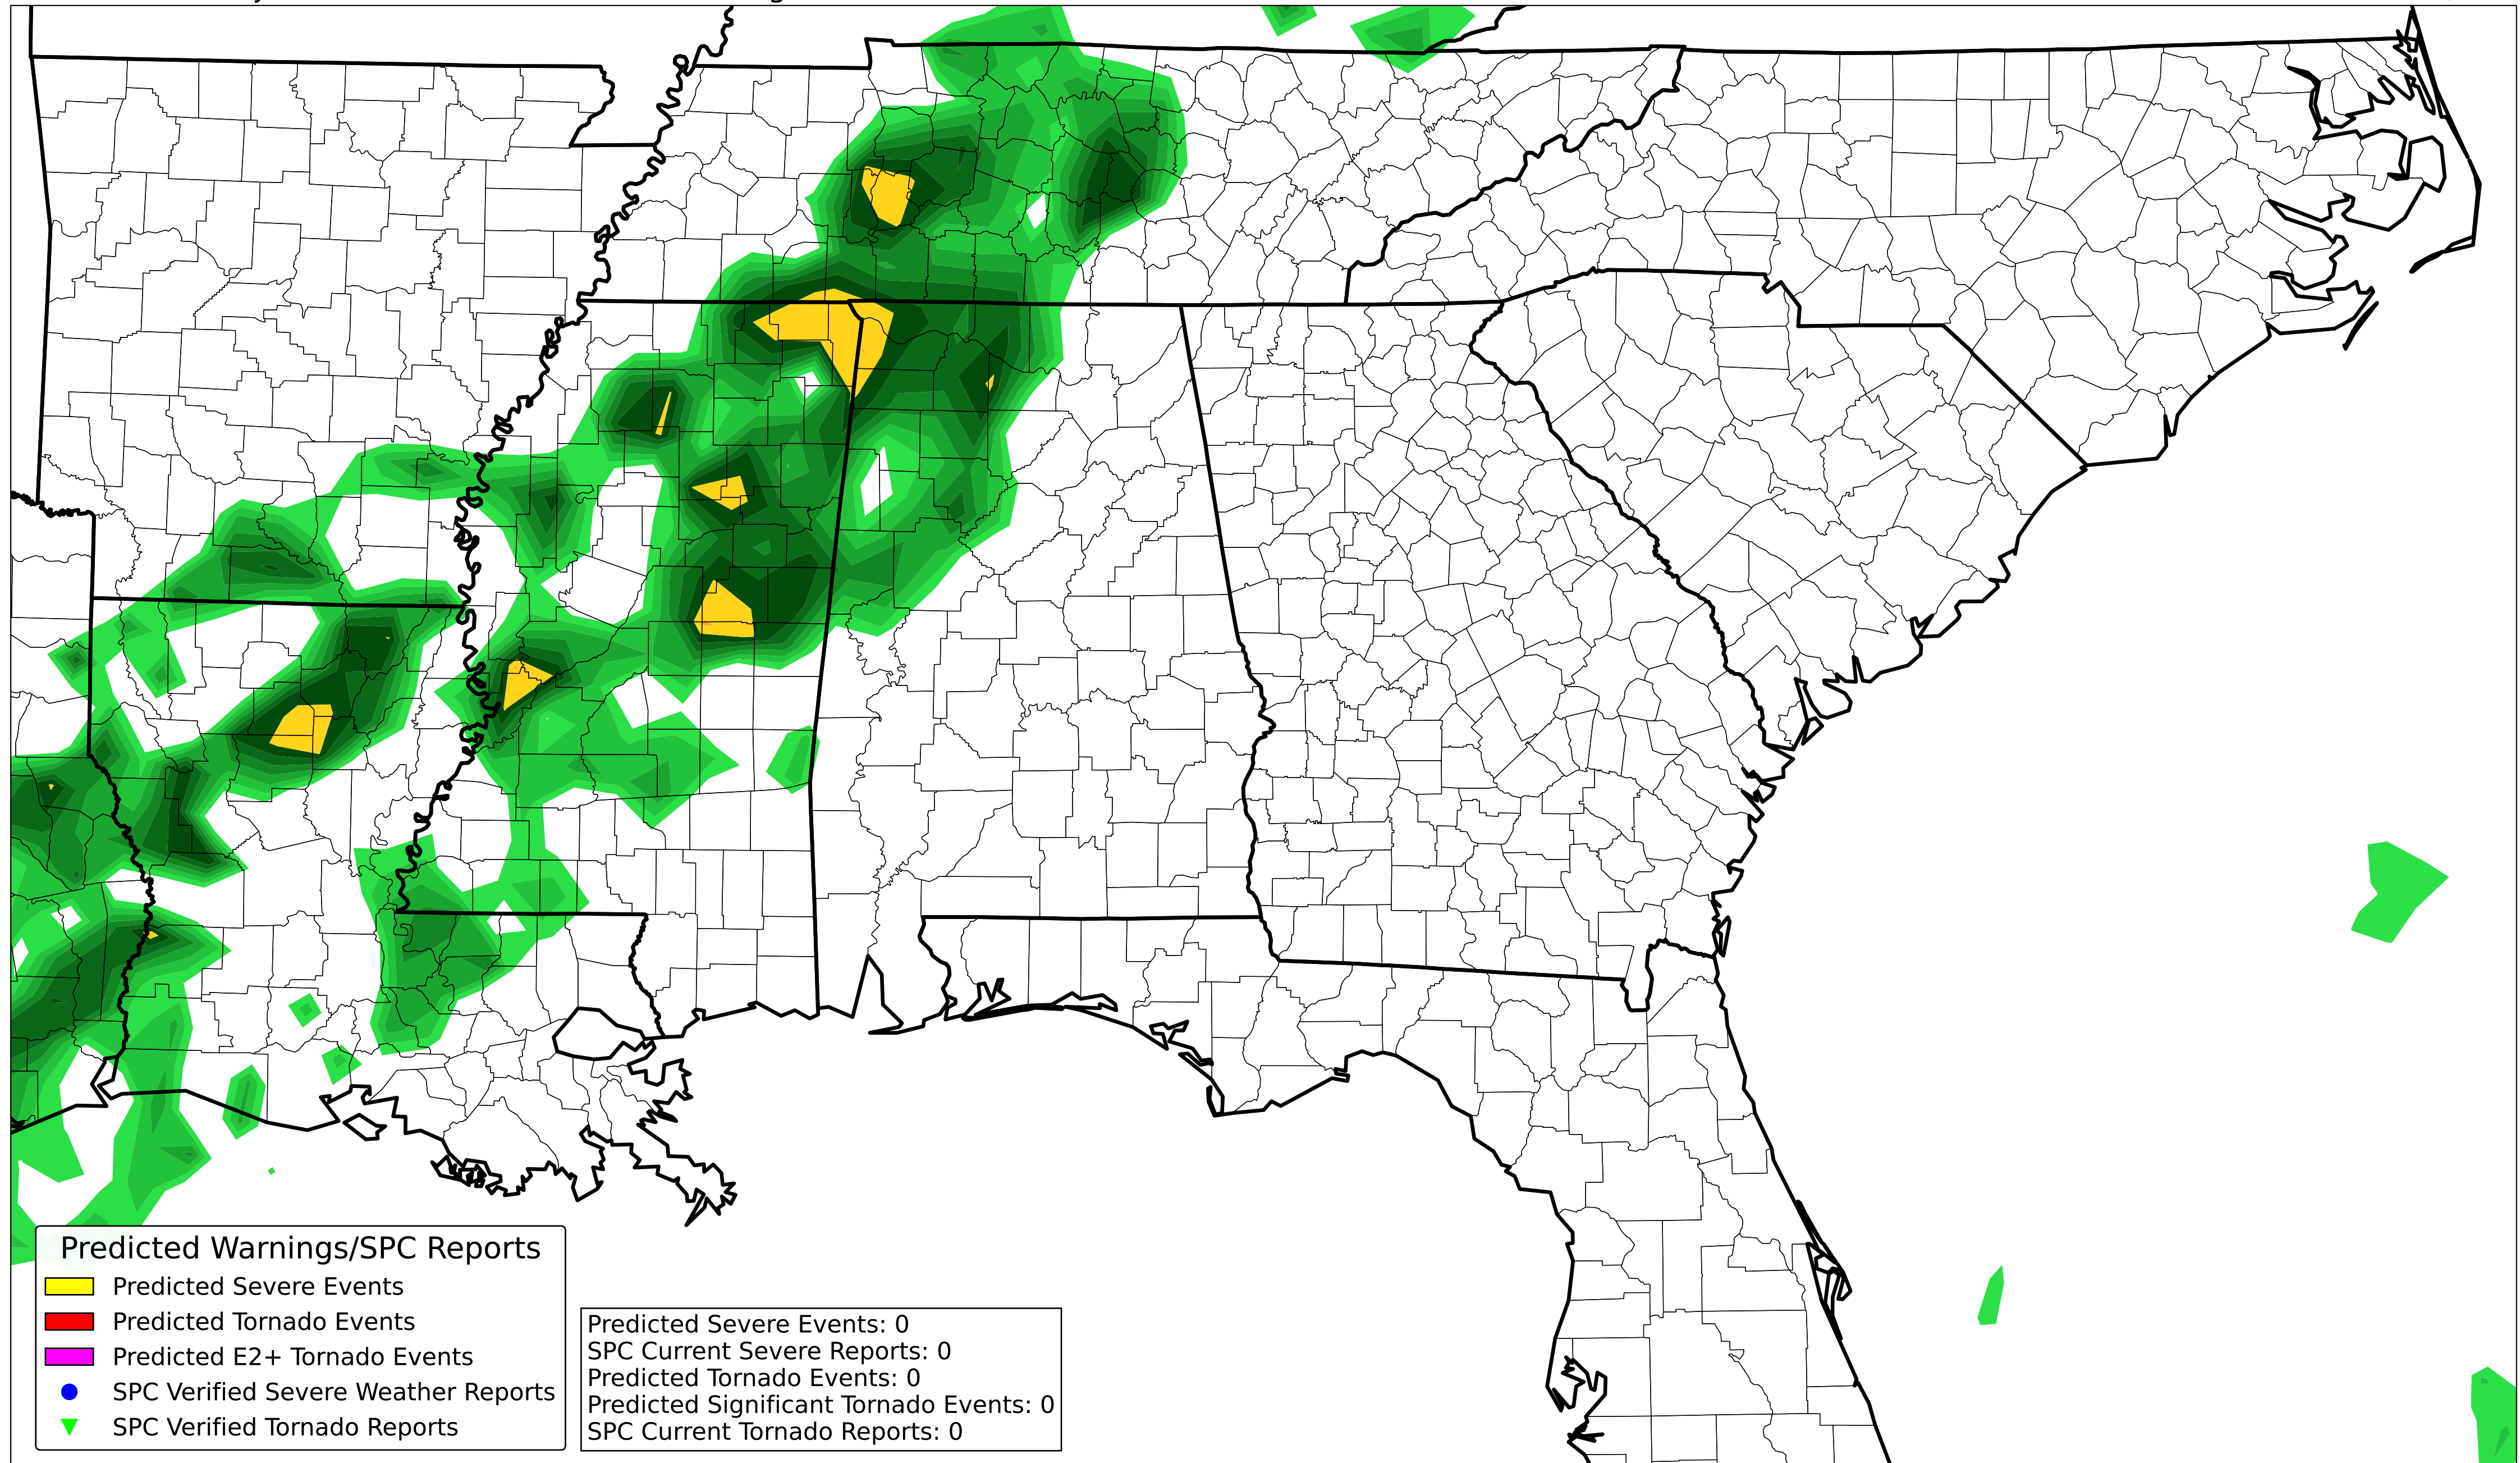 Predicted Warnings/SPC Reports
Predicted Severe Events
Predicted Tornado Events
Predicted E2+ Tornado Events
SPC Verified Severe Weather Reports
SPC Verified Tornado Reports
Predicted Severe Events: 0
SPC Current Severe Reports: 0
Predicted Tornado Events: 0
Predicted Significant Tornado Events: 0
SPC Current Tornado Reports: 0